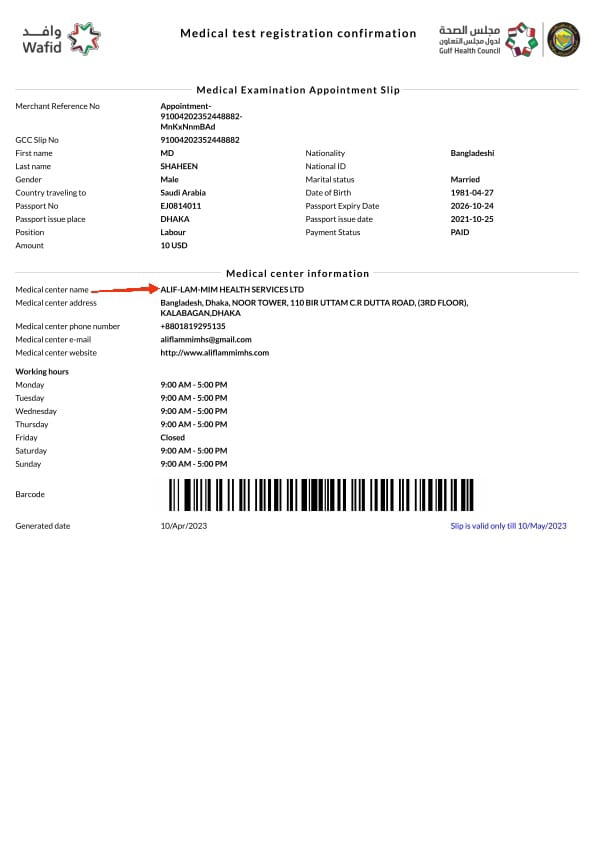 وافد
Wafid
Medical test registration confirmation
مجلس الصحة
لدول مجلس التعاون
Gulf Health Council
Medical Examination Appointment Slip
Merchant Reference No Appointment-
91004202352448882-
MnKxNnmBAd
GCC Slip No 91004202352448882
First name MD Nationality Bangladeshi
Last name SHAHEEN National ID
Gender Male Marital status Married
Country traveling to Saudi Arabia Date of Birth 1981-04-27
Passport No EJ0814011 Passport Expiry Date 2026-10-24
Passport issue place DHAKA Passport issue date 2021-10-25
Position Labour Payment Status PAID
Amount 10 USD
Medical center information
Medical center name ALIF-LAM-MIM HEALTH SERVICES LTD
Medical center address Bangladesh, Dhaka, NOOR TOWER, 110 BIR UTTAM C.R DUTTA ROAD, (3RD FLOOR),
KALABAGAN,DHAKA
Medical center phone number +8801819295135
Medical center e-mail aliflammimhs@gmail.com
Medical center website http://www.aliflammimhs.com
Working hours
Monday 9:00 AM - 5:00 PM
Tuesday 9:00 AM - 5:00 PM
Wednesday 9:00 AM - 5:00 PM
Thursday 9:00 AM - 5:00 PM
Friday Closed
Saturday 9:00 AM - 5:00 PM
Sunday 9:00 AM - 5:00 PM
Barcode
Generated date 10/Apr/2023 Slip is valid only till 10/May/2023